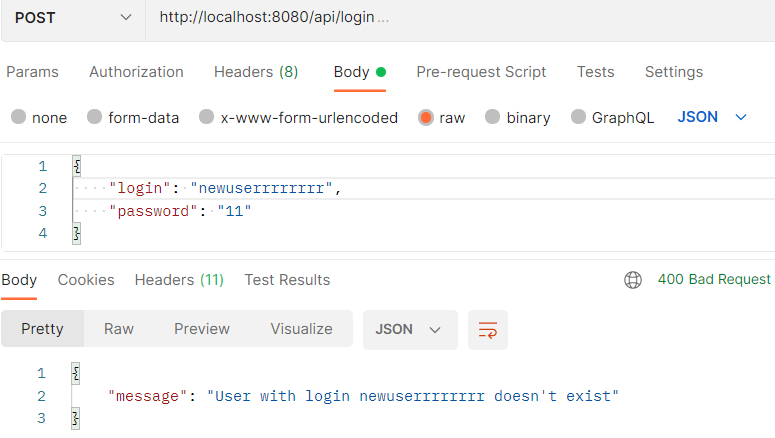 POST http://localhost:8080/api/login ...
Params Authorization Headers (8) Body Pre-request Script Tests Settings
none form-data x-www-form-urlencoded raw binary GraphQL JSON
1 {
2 "login": "newuserrrrrrrr",
3 "password": "11"
4 }
Body Cookies Headers (11) Test Results 400 Bad Request
Pretty Raw Preview Visualize JSON
1 {
2 "message": "User with login newuserrrrrrrr doesn't exist"
3 }